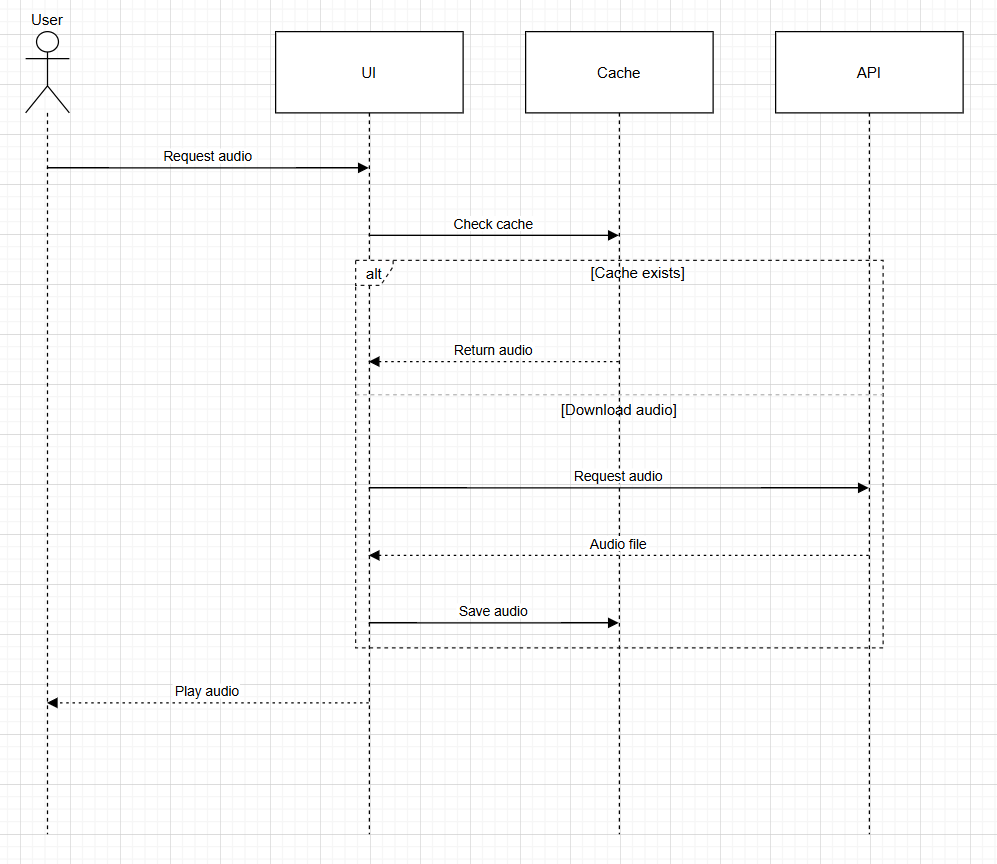 User
UI
Cache
API
Request audio
Check cache
alt
[Cache exists]
Return audio
[Download audio]
Request audio
Audio file
Save audio
Play audio